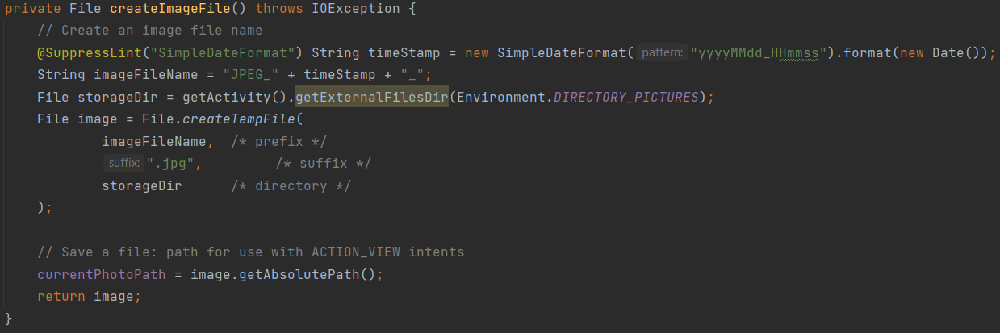 private File createImageFile() throws IOException {
// Create an image file name
@SuppressLint("SimpleDateFormat") String timeStamp = new SimpleDateFormat( pattern: "yyyyMMdd_HHmmss").format(new Date());
String imageFileName = "JPEG_" + timeStamp + "_";
File storageDir = getActivity().getExternalFilesDir(Environment.DIRECTORY_PICTURES);
File image = File.createTempFile(
imageFileName,  /* prefix */
suffix: ".jpg",         /* suffix */
storageDir      /* directory */
);
// Save a file: path for use with ACTION_VIEW intents
currentPhotoPath = image.getAbsolutePath();
return image;
}